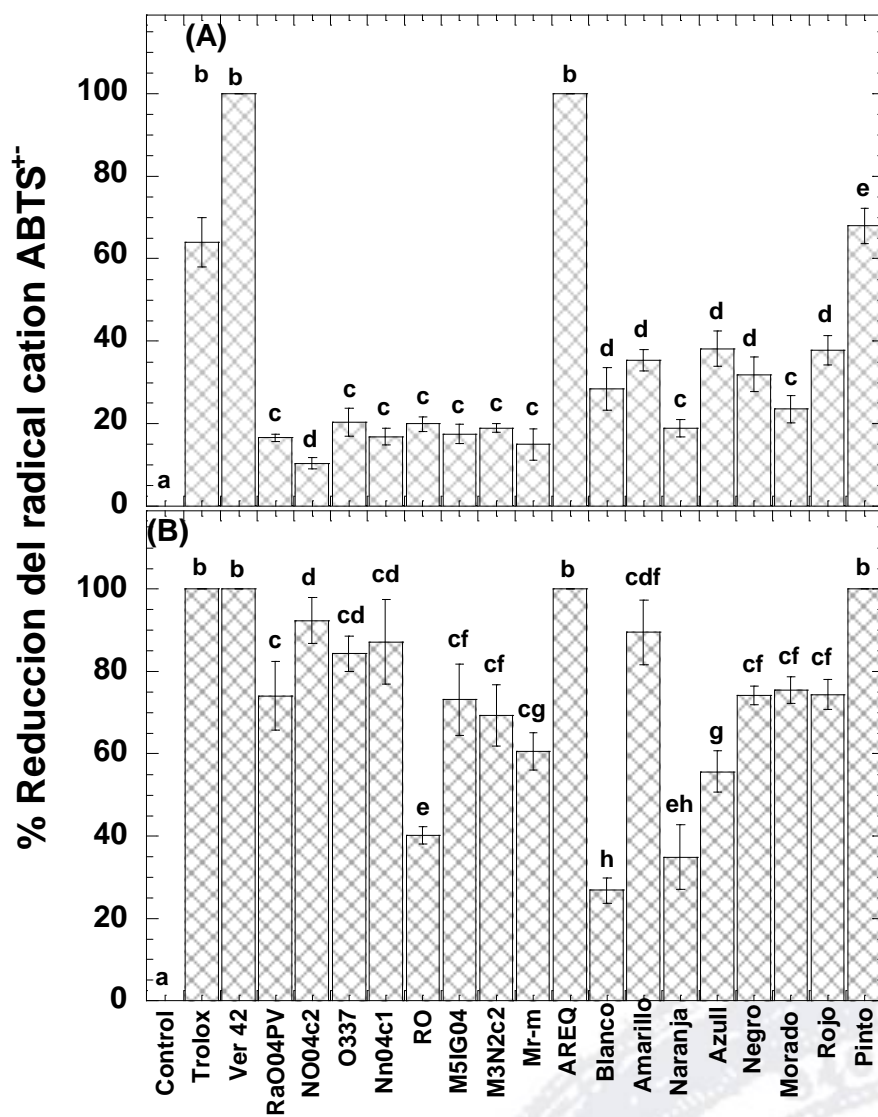 (A)
b b b
100
e
80
60
d d d d d
40
c c c c c c c c c
d
20
a
0
% Reduccion del radical cation ABTS+-
(B)
b b d cd b cdf b
100
c cf cf cf cf cf
80
cg g
60
e eh
40
h
20
a
0
Control Trolox Ver 42 RaO04PV NO04c2 O337 Nn04c1 RO M5IG04 M3N2c2 Mr-m AREQ Blanco Amarillo Naranja Azull Negro Morado Rojo Pinto